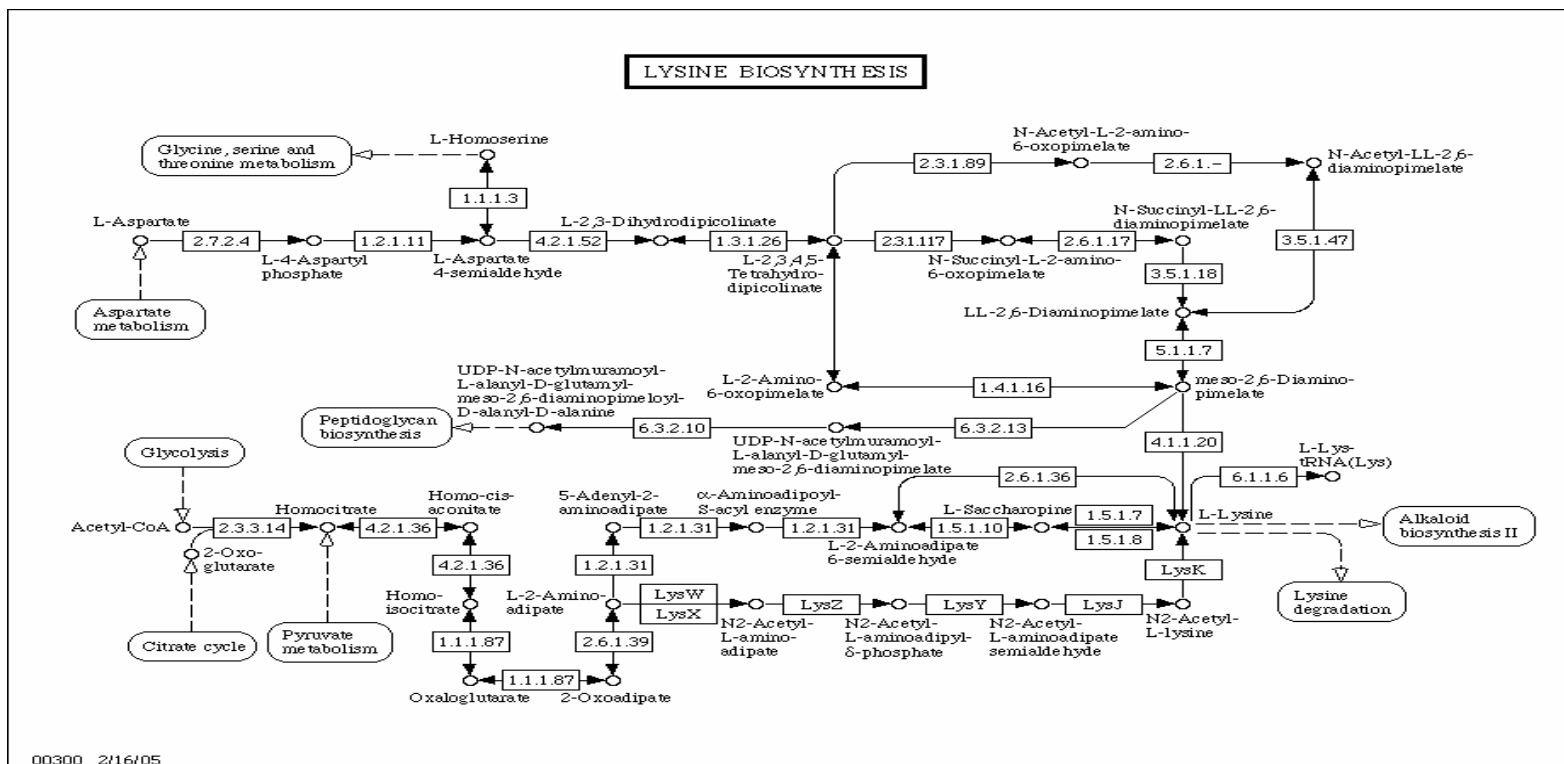 LYSINE BIOSYNTHESIS
L-Homoserine
Glycine, serine and
threonine metabolism
1.1.1.3
N-Acetyl-L-2-amino-
6-oxopimelate
2.3.1.89
2.6.1.-
N-Acetyl-LL-2,6-
diaminopimelate
L-Aspartate
2.7.2.4
L-4-Aspartyl
phosphate
1.2.1.11
L-Aspartate
4-semialdehyde
4.2.1.52
L-2,3-Dihydrodipicolinate
1.3.1.26
L-2,3,4,5-
Tetrahydro-
dipicolinate
2.3.1.117
N-Succinyl-L-2-amino-
6-oxopimelate
2.6.1.17
N-Succinyl-LL-2,6-
diaminopimelate
3.5.1.47
3.5.1.18
Aspartate
metabolism
LL-2,6-Diaminopimelate
5.1.1.7
L-2-Amino-
6-oxopimelate
1.4.1.16
meso-2,6-Diamino-
pimelate
UDP-N-acetylmuramoyl-
L-alanyl-D-glutamyl-
meso-2,6-diaminopimeloyl-
D-alanyl-D-alanine
Peptidoglycan
biosynthesis
6.3.2.10
UDP-N-acetylmuramoyl-
L-alanyl-D-glutamyl-
meso-2,6-diaminopimelate
6.3.2.13
4.1.1.20
Glycolysis
L-Lys-
tRNA(Lys)
2.6.1.36
6.1.1.6
Acetyl-CoA
2.3.3.14
Homocitrate
4.2.1.36
Homo-cis-
aconitate
5-Adenyl-2-
aminoadipate
1.2.1.31
α-Aminoadipoyl-
S-acyl enzyme
1.2.1.31
L-2-Aminoadipate
6-semialdehyde
1.5.1.10
L-Saccharopine
1.5.1.7
1.5.1.8
L-Lysine
Alkaloid
biosynthesis II
2-Oxo-
glutarate
4.2.1.36
1.2.1.31
LysK
Homo-
isocitrate
L-2-Amino-
adipate
LysW
LysX
N2-Acetyl-
L-amino-
adipate
LysZ
N2-Acetyl-
L-aminoadipyl-
δ-phosphate
LysY
N2-Acetyl-
L-aminoadipate
semialdehyde
LysJ
N2-Acetyl-
L-lysine
Lysine
degradation
Citrate cycle
Pyruvate
metabolism
1.1.1.87
2.6.1.39
Oxaloglutarate
1.1.1.87
2-Oxoadipate
00300 2/16/05